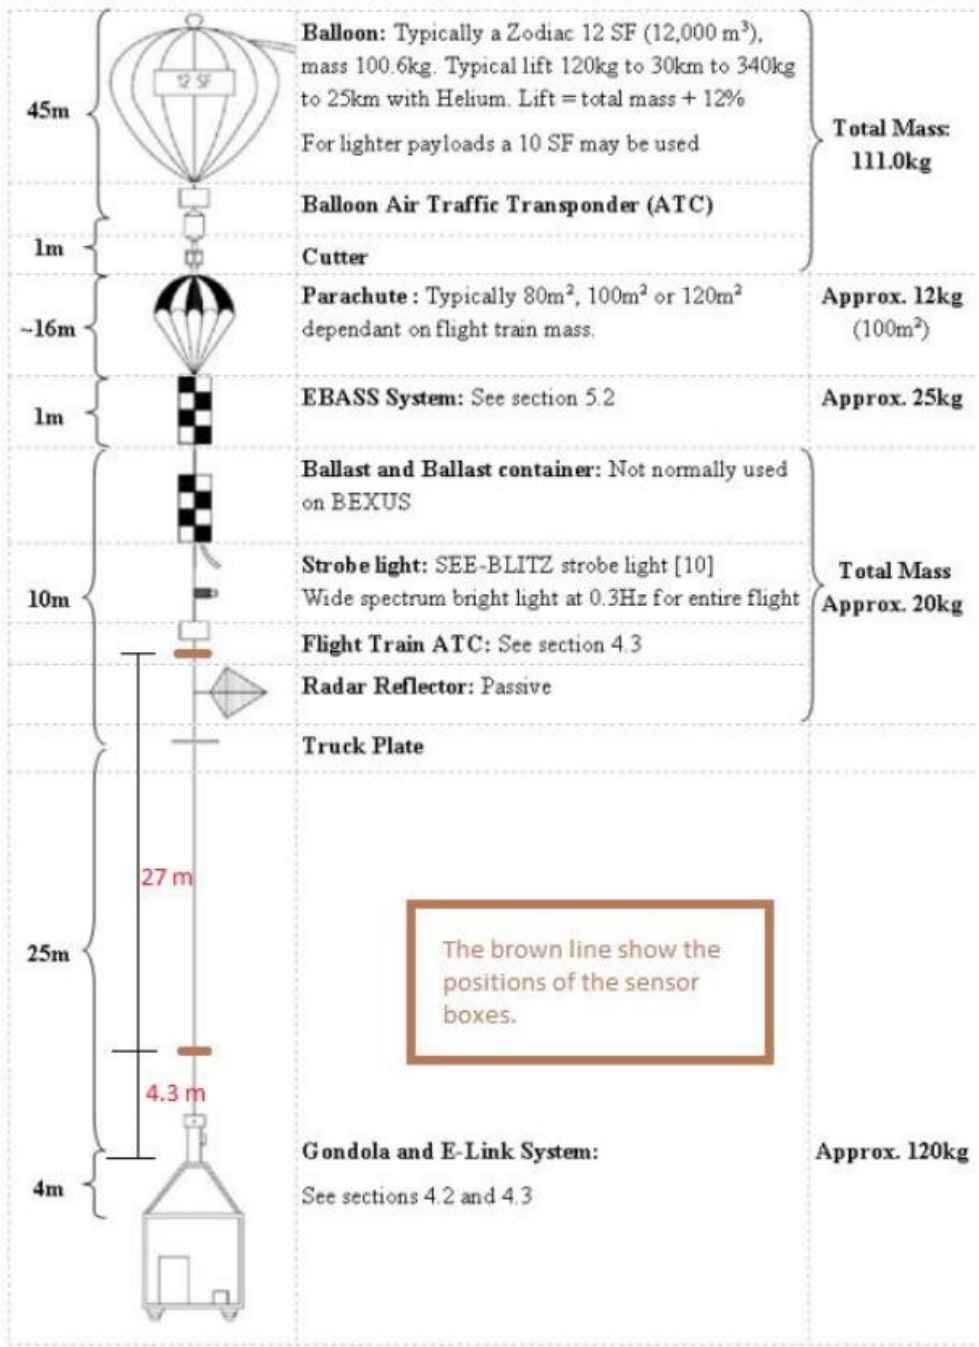 Balloon: Typically a Zodiac 12 SF (12,000 m³),
mass 100.6kg. Typical lift 120kg to 30km to 340kg
to 25km with Helium. Lift = total mass + 12%
For lighter payloads a 10 SF may be used
12 SF
45m
Total Mass:
111.0kg
Balloon Air Traffic Transponder (ATC)
1m
Cutter
Parachute : Typically 80m², 100m² or 120m²
dependant on flight train mass.
~16m
Approx. 12kg
(100m²)
EBASS System: See section 5.2
1m
Approx. 25kg
Ballast and Ballast container: Not normally used
on BEXUS
Strobe light: SEE-BLITZ strobe light [10]
Wide spectrum bright light at 0.3Hz for entire flight
10m
Total Mass
Approx. 20kg
Flight Train ATC: See section 4.3
Radar Reflector: Passive
Truck Plate
27 m
25m
The brown line show the
positions of the sensor
boxes.
4.3 m
Gondola and E-Link System:
See sections 4.2 and 4.3
4m
Approx. 120kg